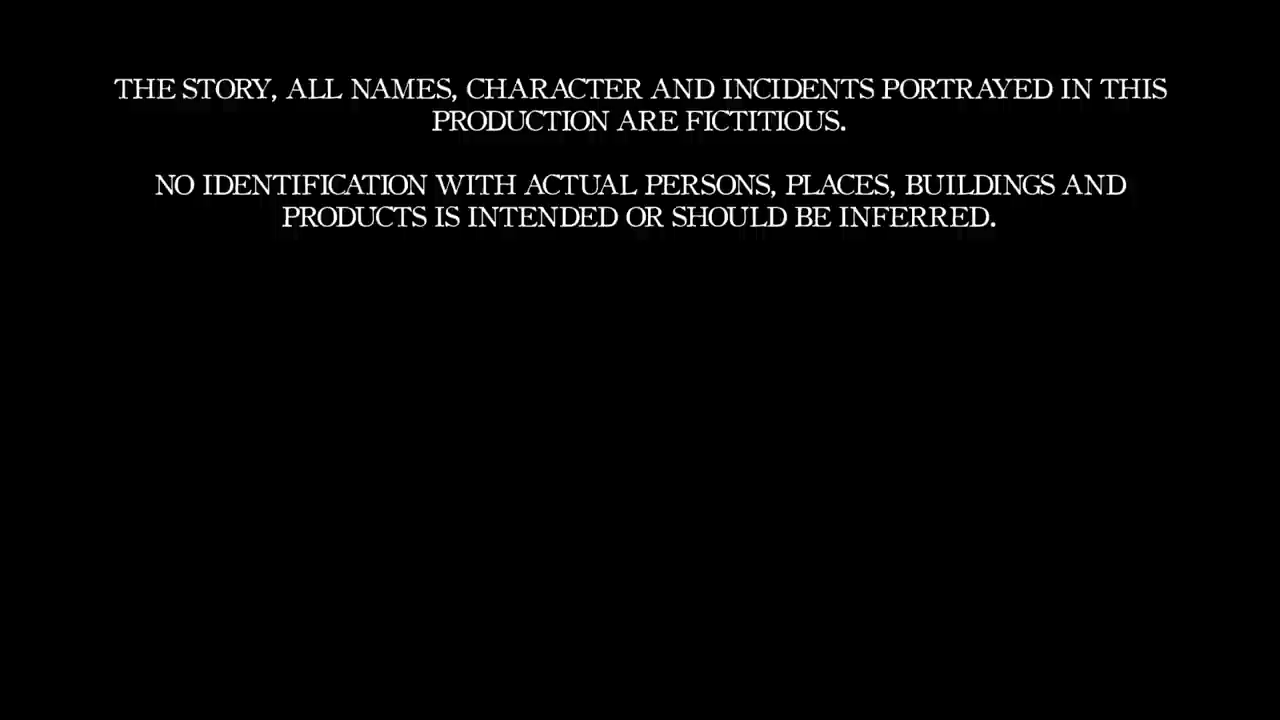 THE STORY, ALL NAMES, CHARACTER AND INCIDENTS PORTRAYED IN THIS
PRODUCTION ARE FICTITIOUS.
NO IDENTIFICATION WITH ACTUAL PERSONS, PLACES, BUILDINGS AND
PRODUCTS IS INTENDED OR SHOULD BE INFERRED.